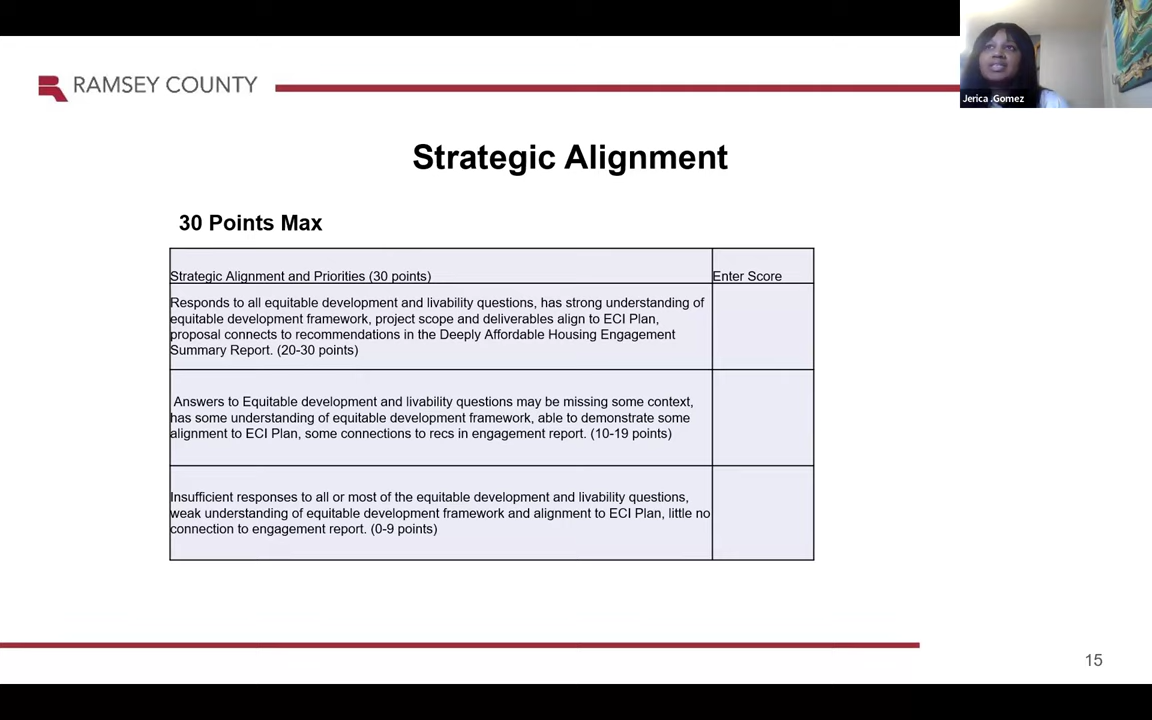 RAMSEY COUNTY
Jerica .Gomez
Strategic Alignment
30 Points Max
Strategic Alignment and Priorities (30 points)
Enter Score
Responds to all equitable development and livability questions, has strong understanding of
equitable development framework, project scope and deliverables align to ECI Plan,
proposal connects to recommendations in the Deeply Affordable Housing Engagement
Summary Report. (20-30 points)
Answers to Equitable development and livability questions may be missing some context,
has some understanding of equitable development framework, able to demonstrate some
alignment to ECI Plan, some connections to recs in engagement report. (10-19 points)
Insufficient responses to all or most of the equitable development and livability questions,
weak understanding of equitable development framework and alignment to ECI Plan, little no
connection to engagement report. (0-9 points)
15